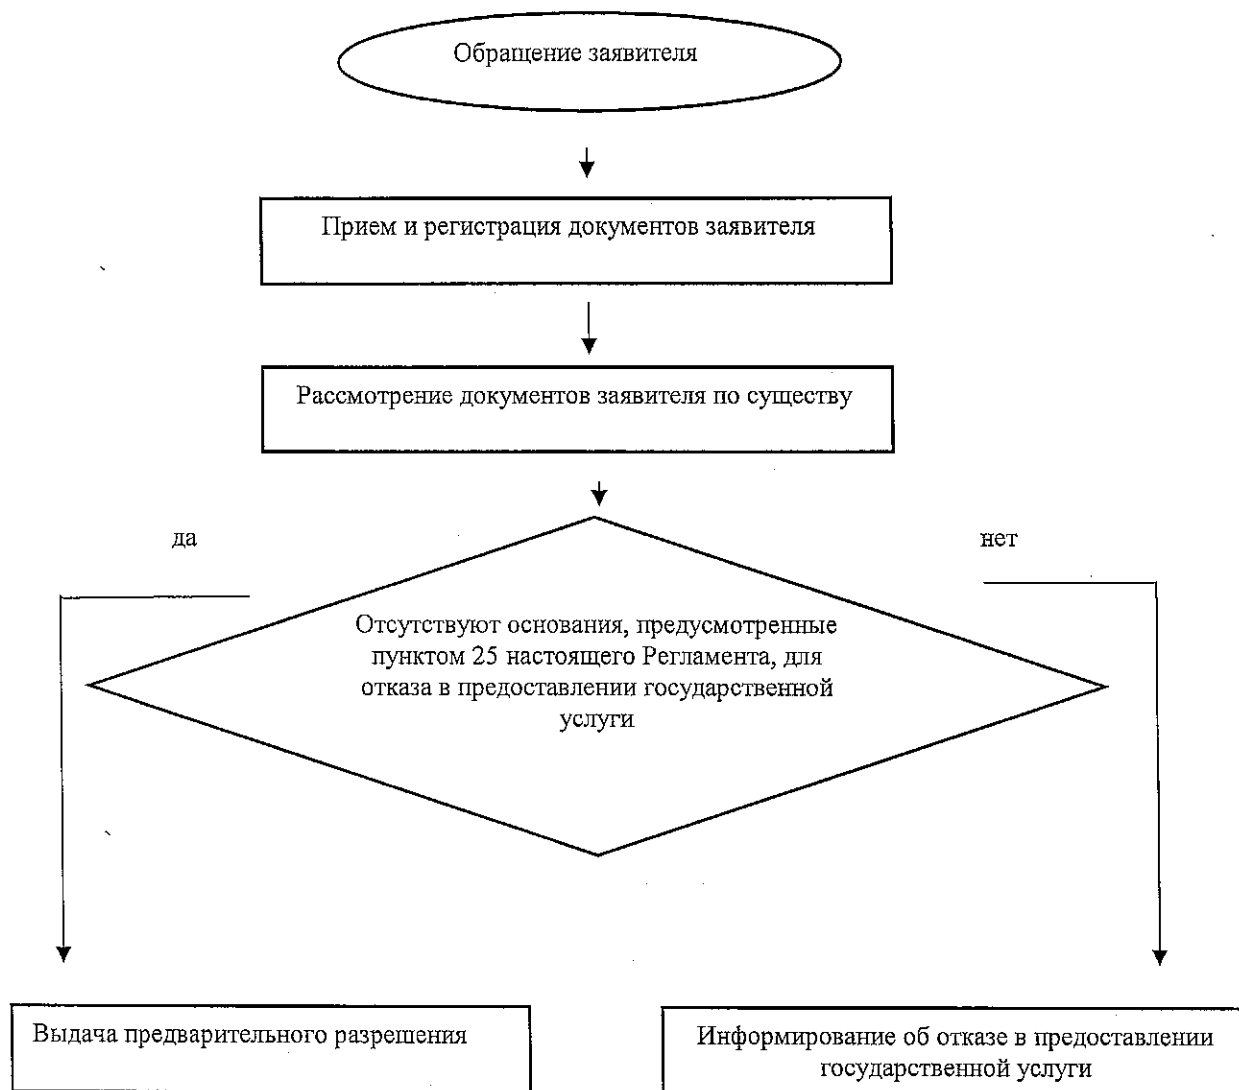 Обращение заявителя
Прием и регистрация документов заявителя
Рассмотрение документов заявителя по существу
да
нет
Отсутствуют основания, предусмотренные
пунктом 25 настоящего Регламента, для
отказа в предоставлении государственной
услуги
Выдача предварительного разрешения
Информирование об отказе в предоставлении
государственной услуги